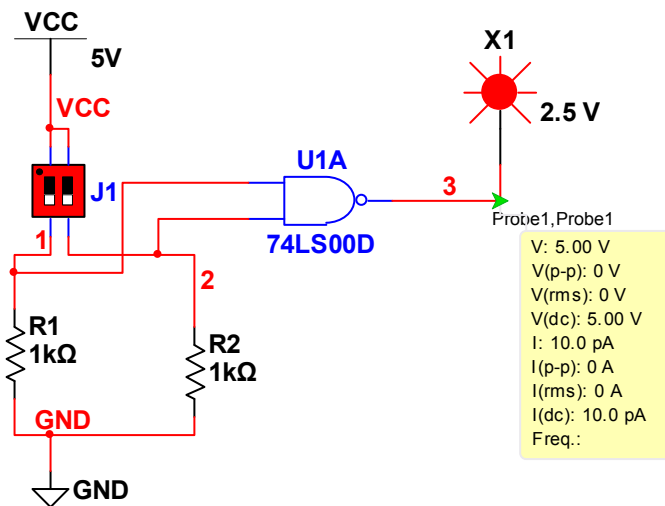 VCC
5V
VCC
J1
1
2
U1A
74LS00D
3
X1
2.5 V
Probe1,Probe1
V: 5.00 V
V(p-p): 0 V
V(rms): 0 V
V(dc): 5.00 V
I: 10.0 pA
I(p-p): 0 A
I(rms): 0 A
I(dc): 10.0 pA
Freq.:
R1
1kΩ
R2
1kΩ
GND
GND